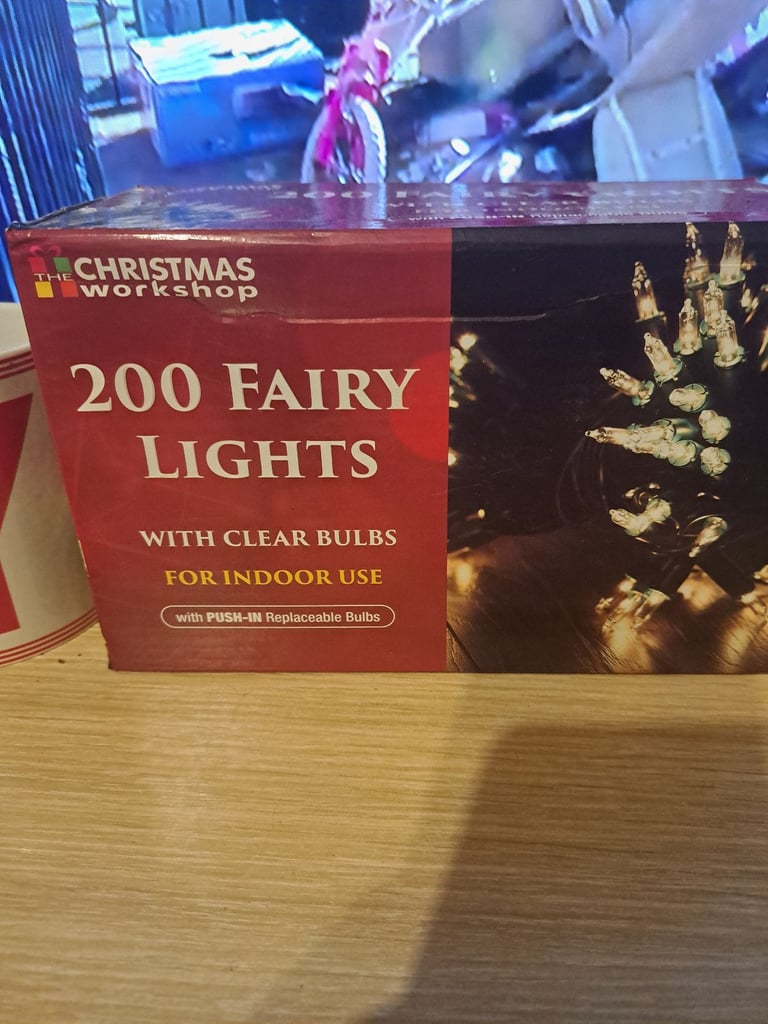 THE CHRISTMAS
workshop
200 FAIRY
LIGHTS
WITH CLEAR BULBS
FOR INDOOR USE
with PUSH-IN Replaceable Bulbs